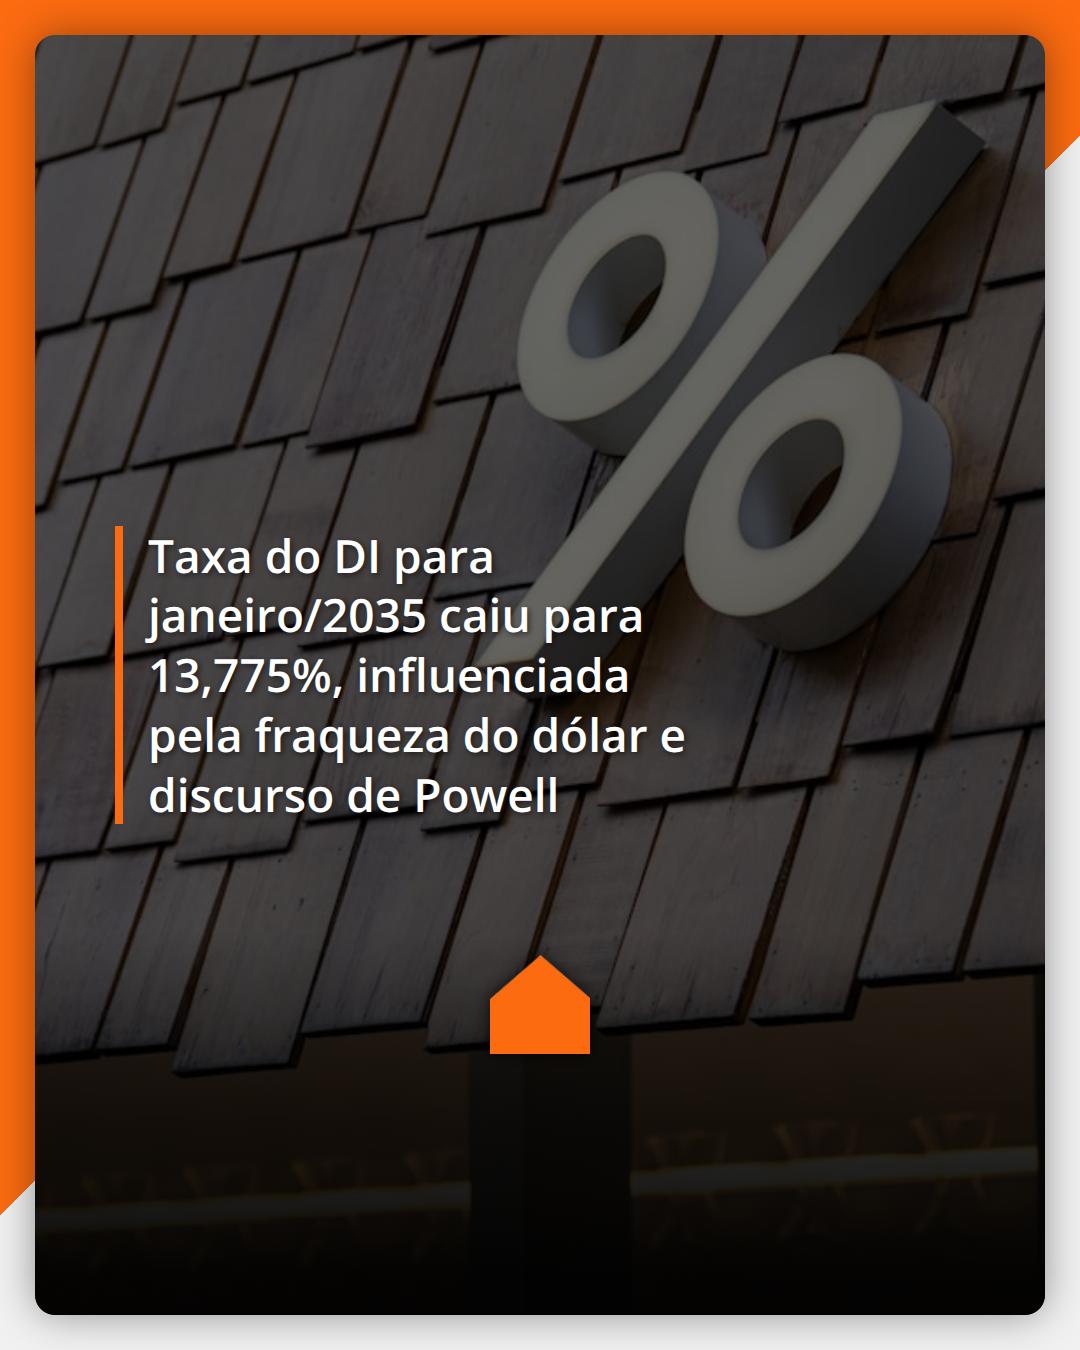 Taxa do DI para
janeiro/2035 caiu para
13,775%, influenciada
pela fraqueza do dólar e
discurso de Powell
%